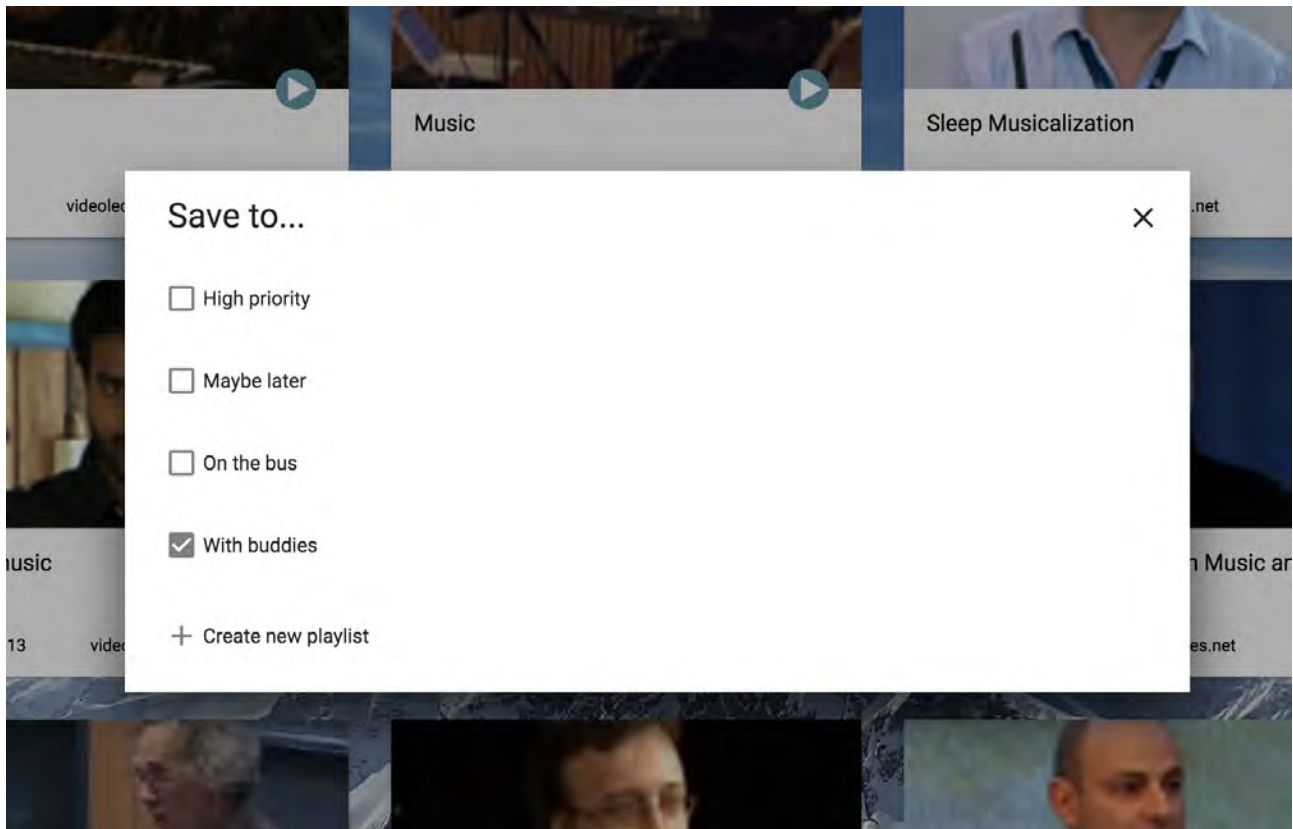 Music
Sleep Musicalization
.net
Save to...
High priority
Maybe later
On the bus
With buddies
Create new playlist
13
Music ar
es.net